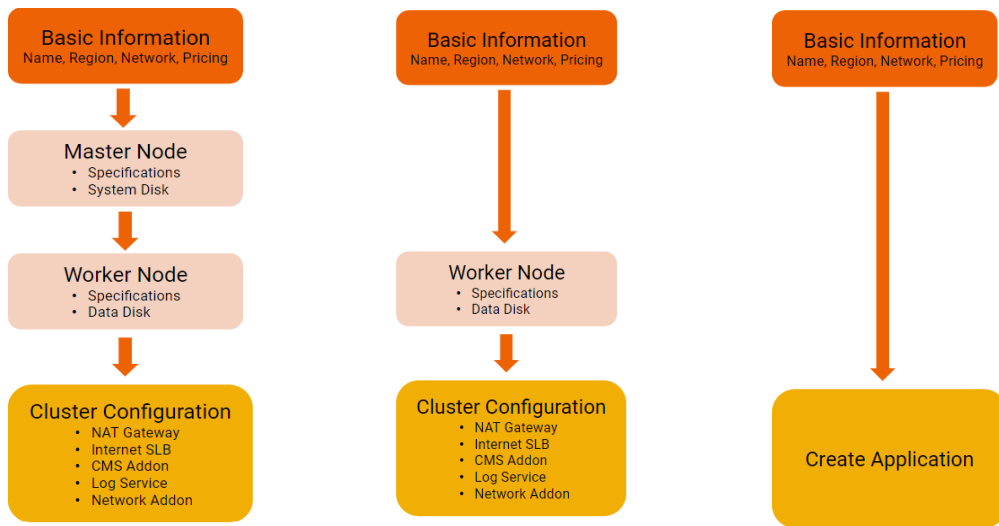 Basic Information
Name, Region, Network, Pricing
Master Node
• Specifications
• System Disk
Worker Node
• Specifications
• Data Disk
Cluster Configuration
• NAT Gateway
• Internet SLB
• CMS Addon
• Log Service
• Network Addon
Basic Information
Name, Region, Network, Pricing
Worker Node
• Specifications
• Data Disk
Cluster Configuration
• NAT Gateway
• Internet SLB
• CMS Addon
• Log Service
• Network Addon
Basic Information
Name, Region, Network, Pricing
Create Application